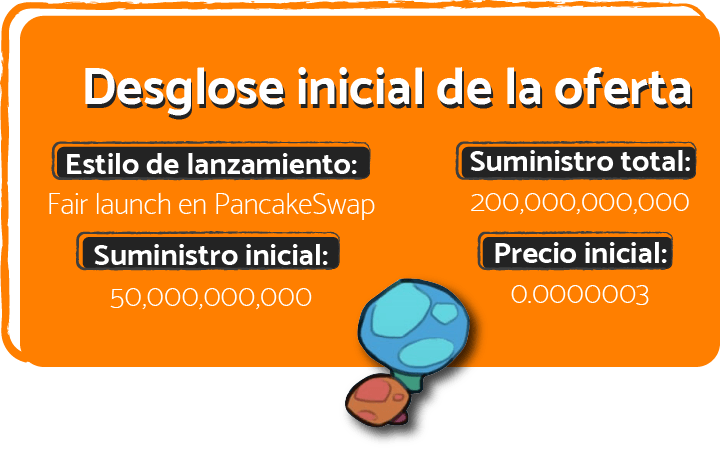 Desglose inicial de la oferta
Estilo de lanzamiento:
Fair launch en PancakeSwap
Suministro total:
200,000,000,000
Suministro inicial:
50,000,000,000
Precio inicial:
0.0000003